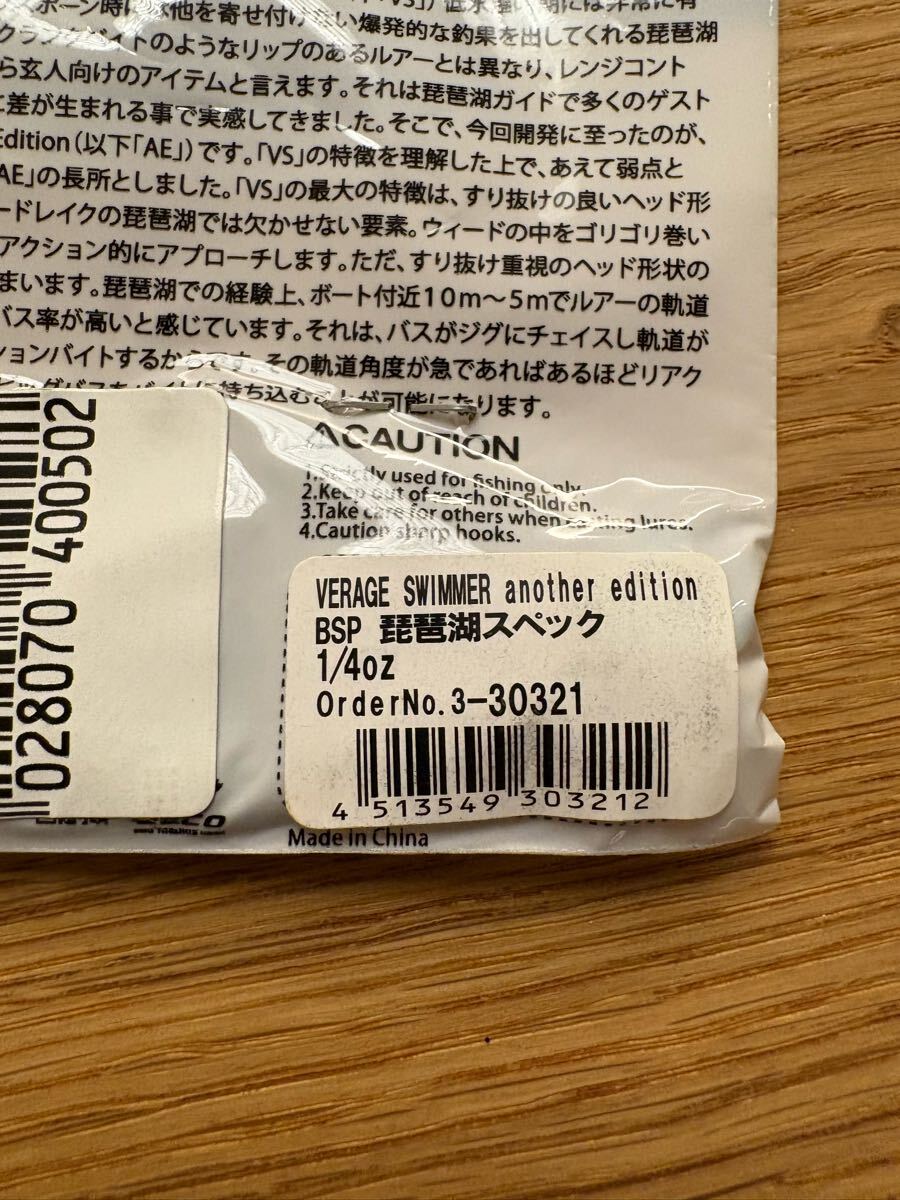 爆発的な釣果を出してくれる琵琶湖
クランクベイトのようなリップのあるルアーとは異なり、レンジコント
ら玄人向けのアイテムと言えます。それは琵琶湖ガイドで多くのゲスト
に差が生まれる事で実感してきました。そこで、今回開発に至ったのが、
Edition(以下「AE」)です。「VS」の特徴を理解した上で、あえて弱点と
AE」の長所としました。「VS」の最大の特徴は、すり抜けの良いヘッド形
ードレイクの琵琶湖では欠かせない要素。ウィードの中をゴリゴリ巻い
アクション的にアプローチします。ただ、すり抜け重視のヘッド形状の
まいます。琵琶湖での経験上、ボート付近10m〜5mでルアーの軌道
バス率が高いと感じています。それは、バスがジグにチェイスし軌道が
ションバイトするからです。その軌道角度が急であればあるほどリアク
持ち込むことが可能になります。
⚠CAUTION
1.Strictly used for fishing only.
2.Keep out of reach of children.
3.Take care for others when casting lures.
4.Caution sharp hooks.
VERAGE SWIMMER another edition
BSP 琵琶湖スペック
1/4oz
OrderNo.3-30321
4 513549 303212
Made in China
028070 400502